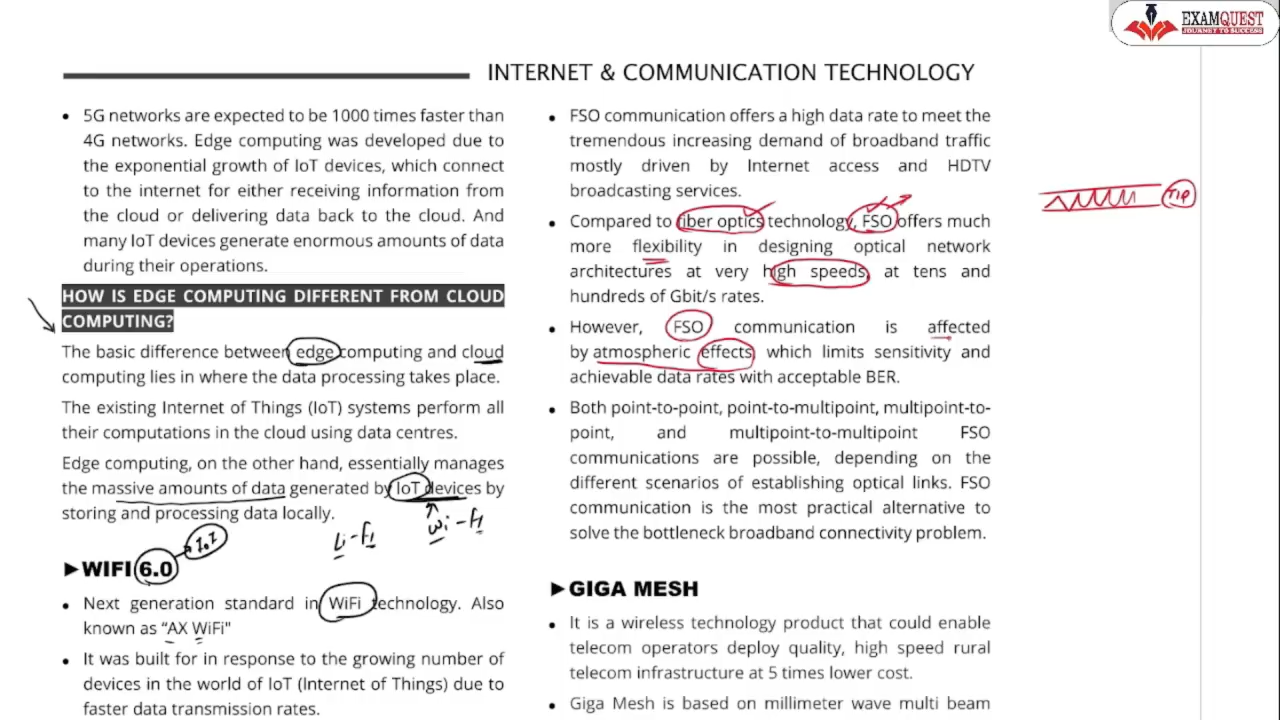 EXAMQUEST
JOURNEY TO SUCCESS
INTERNET & COMMUNICATION TECHNOLOGY
• 5G networks are expected to be 1000 times faster than
4G networks. Edge computing was developed due to
the exponential growth of IoT devices, which connect
to the internet for either receiving information from
the cloud or delivering data back to the cloud. And
many IoT devices generate enormous amounts of data
during their operations.
HOW IS EDGE COMPUTING DIFFERENT FROM CLOUD
COMPUTING?
The basic difference between edge computing and cloud
computing lies in where the data processing takes place.
The existing Internet of Things (IoT) systems perform all
their computations in the cloud using data centres.
Edge computing, on the other hand, essentially manages
the massive amounts of data generated by IoT devices by
storing and processing data locally.
Li-Fi
Wi-Fi
IoT
►WIFI 6.0
• Next generation standard in WiFi technology. Also
known as “AX WiFi"
• It was built for in response to the growing number of
devices in the world of IoT (Internet of Things) due to
faster data transmission rates.
• FSO communication offers a high data rate to meet the
tremendous increasing demand of broadband traffic
mostly driven by Internet access and HDTV
broadcasting services.
• Compared to fiber optics technology, FSO offers much
more flexibility in designing optical network
architectures at very high speeds, at tens and
hundreds of Gbit/s rates.
• However, FSO communication is affected
by atmospheric effects, which limits sensitivity and
achievable data rates with acceptable BER.
• Both point-to-point, point-to-multipoint, multipoint-to-
point, and multipoint-to-multipoint FSO
communications are possible, depending on the
different scenarios of establishing optical links. FSO
communication is the most practical alternative to
solve the bottleneck broadband connectivity problem.
►GIGA MESH
• It is a wireless technology product that could enable
telecom operators deploy quality, high speed rural
telecom infrastructure at 5 times lower cost.
• Giga Mesh is based on millimeter wave multi beam
TIP